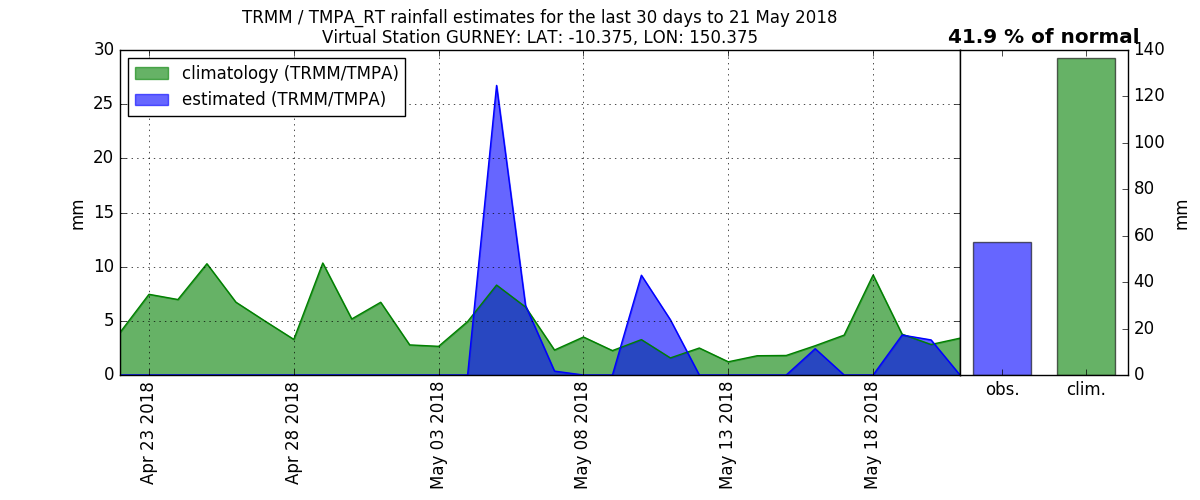 TRMM / TMPA_RT rainfall estimates for the last 30 days to 21 May 2018
Virtual Station GURNEY: LAT: -10.375, LON: 150.375
41.9 % of normal
climatology (TRMM/TMPA)
estimated (TRMM/TMPA)
mm
30
25
20
15
10
5
0
Apr 23 2018
Apr 28 2018
May 03 2018
May 08 2018
May 13 2018
May 18 2018
140
120
100
80
60
40
20
0
mm
obs.
clim.